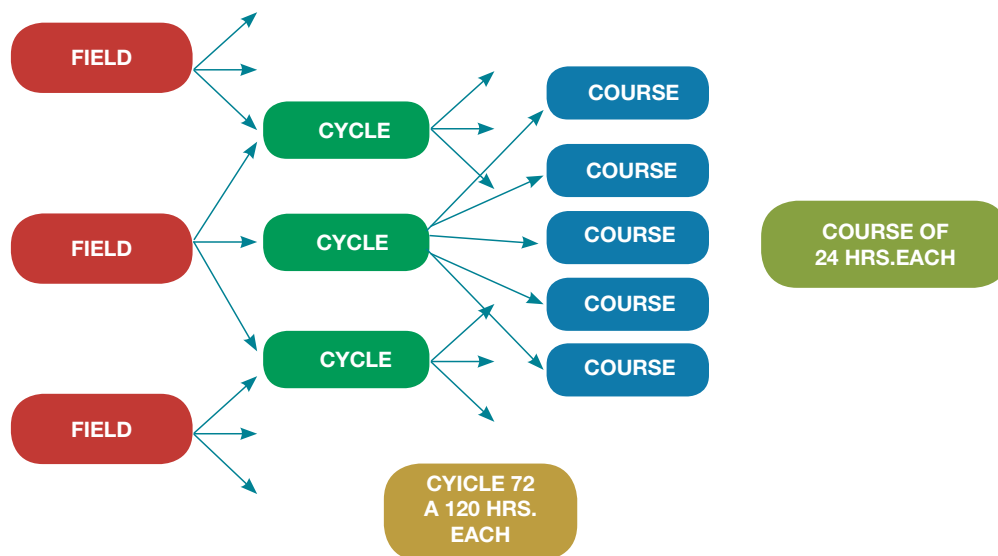 FIELD
FIELD
FIELD
CYCLE
CYCLE
CYCLE
COURSE
COURSE
COURSE
COURSE
COURSE
COURSE OF
24 HRS.EACH
CYICLE 72
A 120 HRS.
EACH